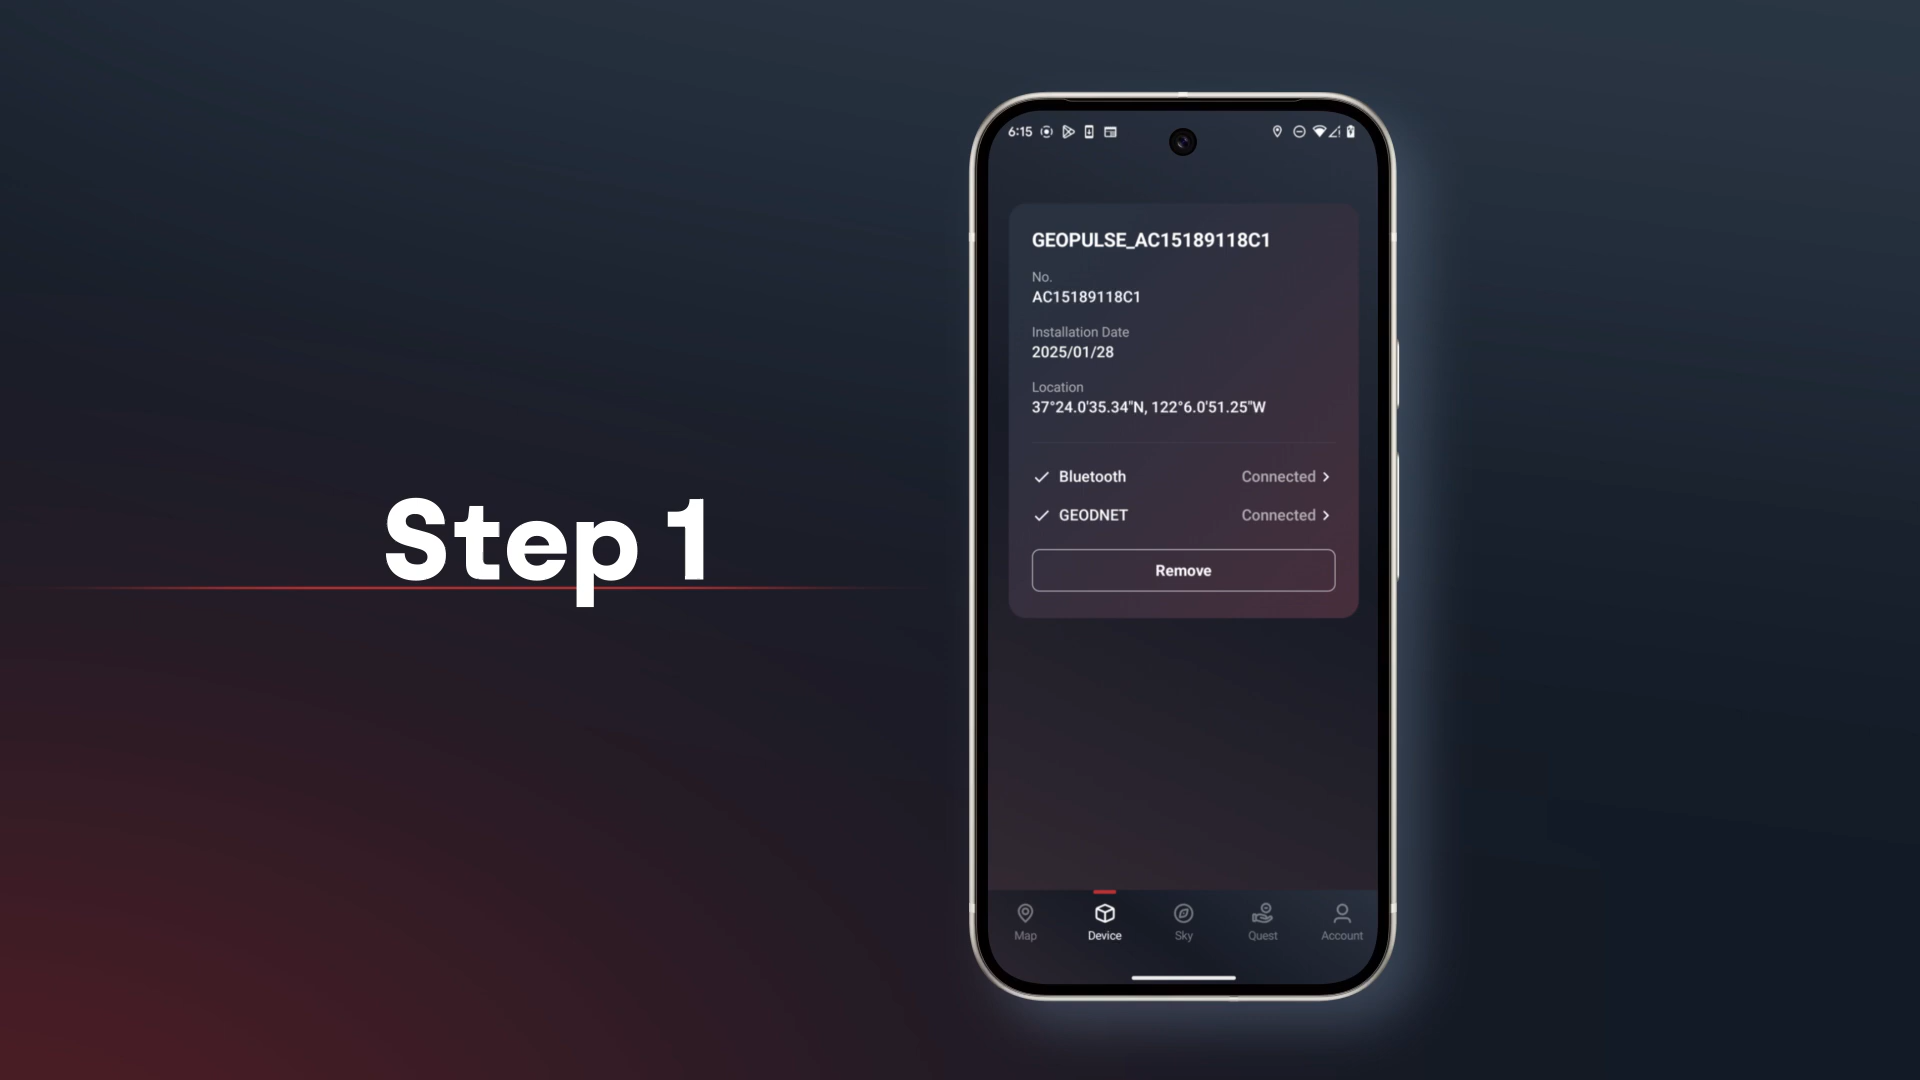 Step 1
6:15
GEOPULSE_AC15189118C1
No.
AC15189118C1
Installation Date
2025/01/28
Location
37°24.0'35.34"N, 122°6.0'51.25"W
Bluetooth Connected
GEODNET Connected
Remove
Map Device Sky Quest Account